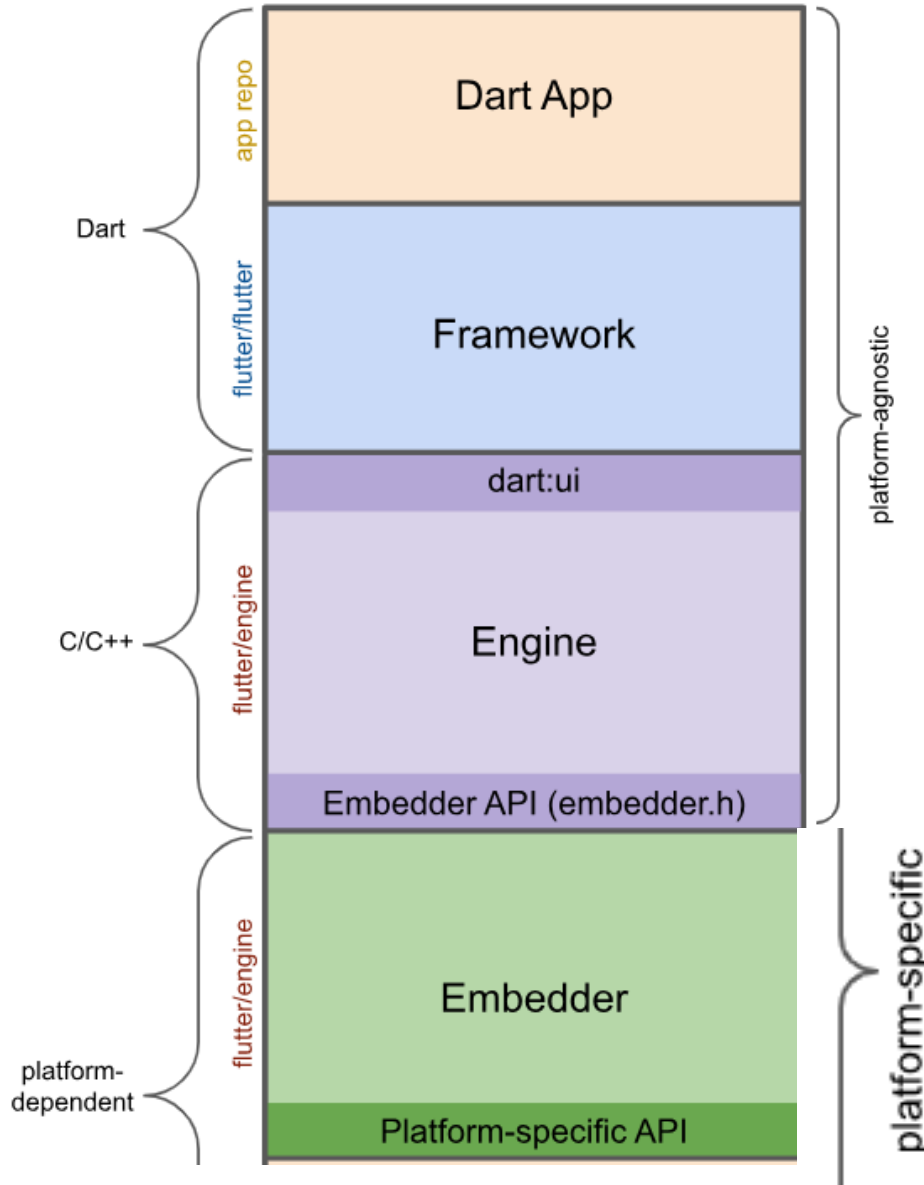 Dart App
app repo
Dart
Framework
flutter/flutter
platform-agnostic
dart:ui
Engine
flutter/engine
C/C++
Embedder API (embedder.h)
Embedder
flutter/engine
platform-specific
platform-
dependent
Platform-specific API